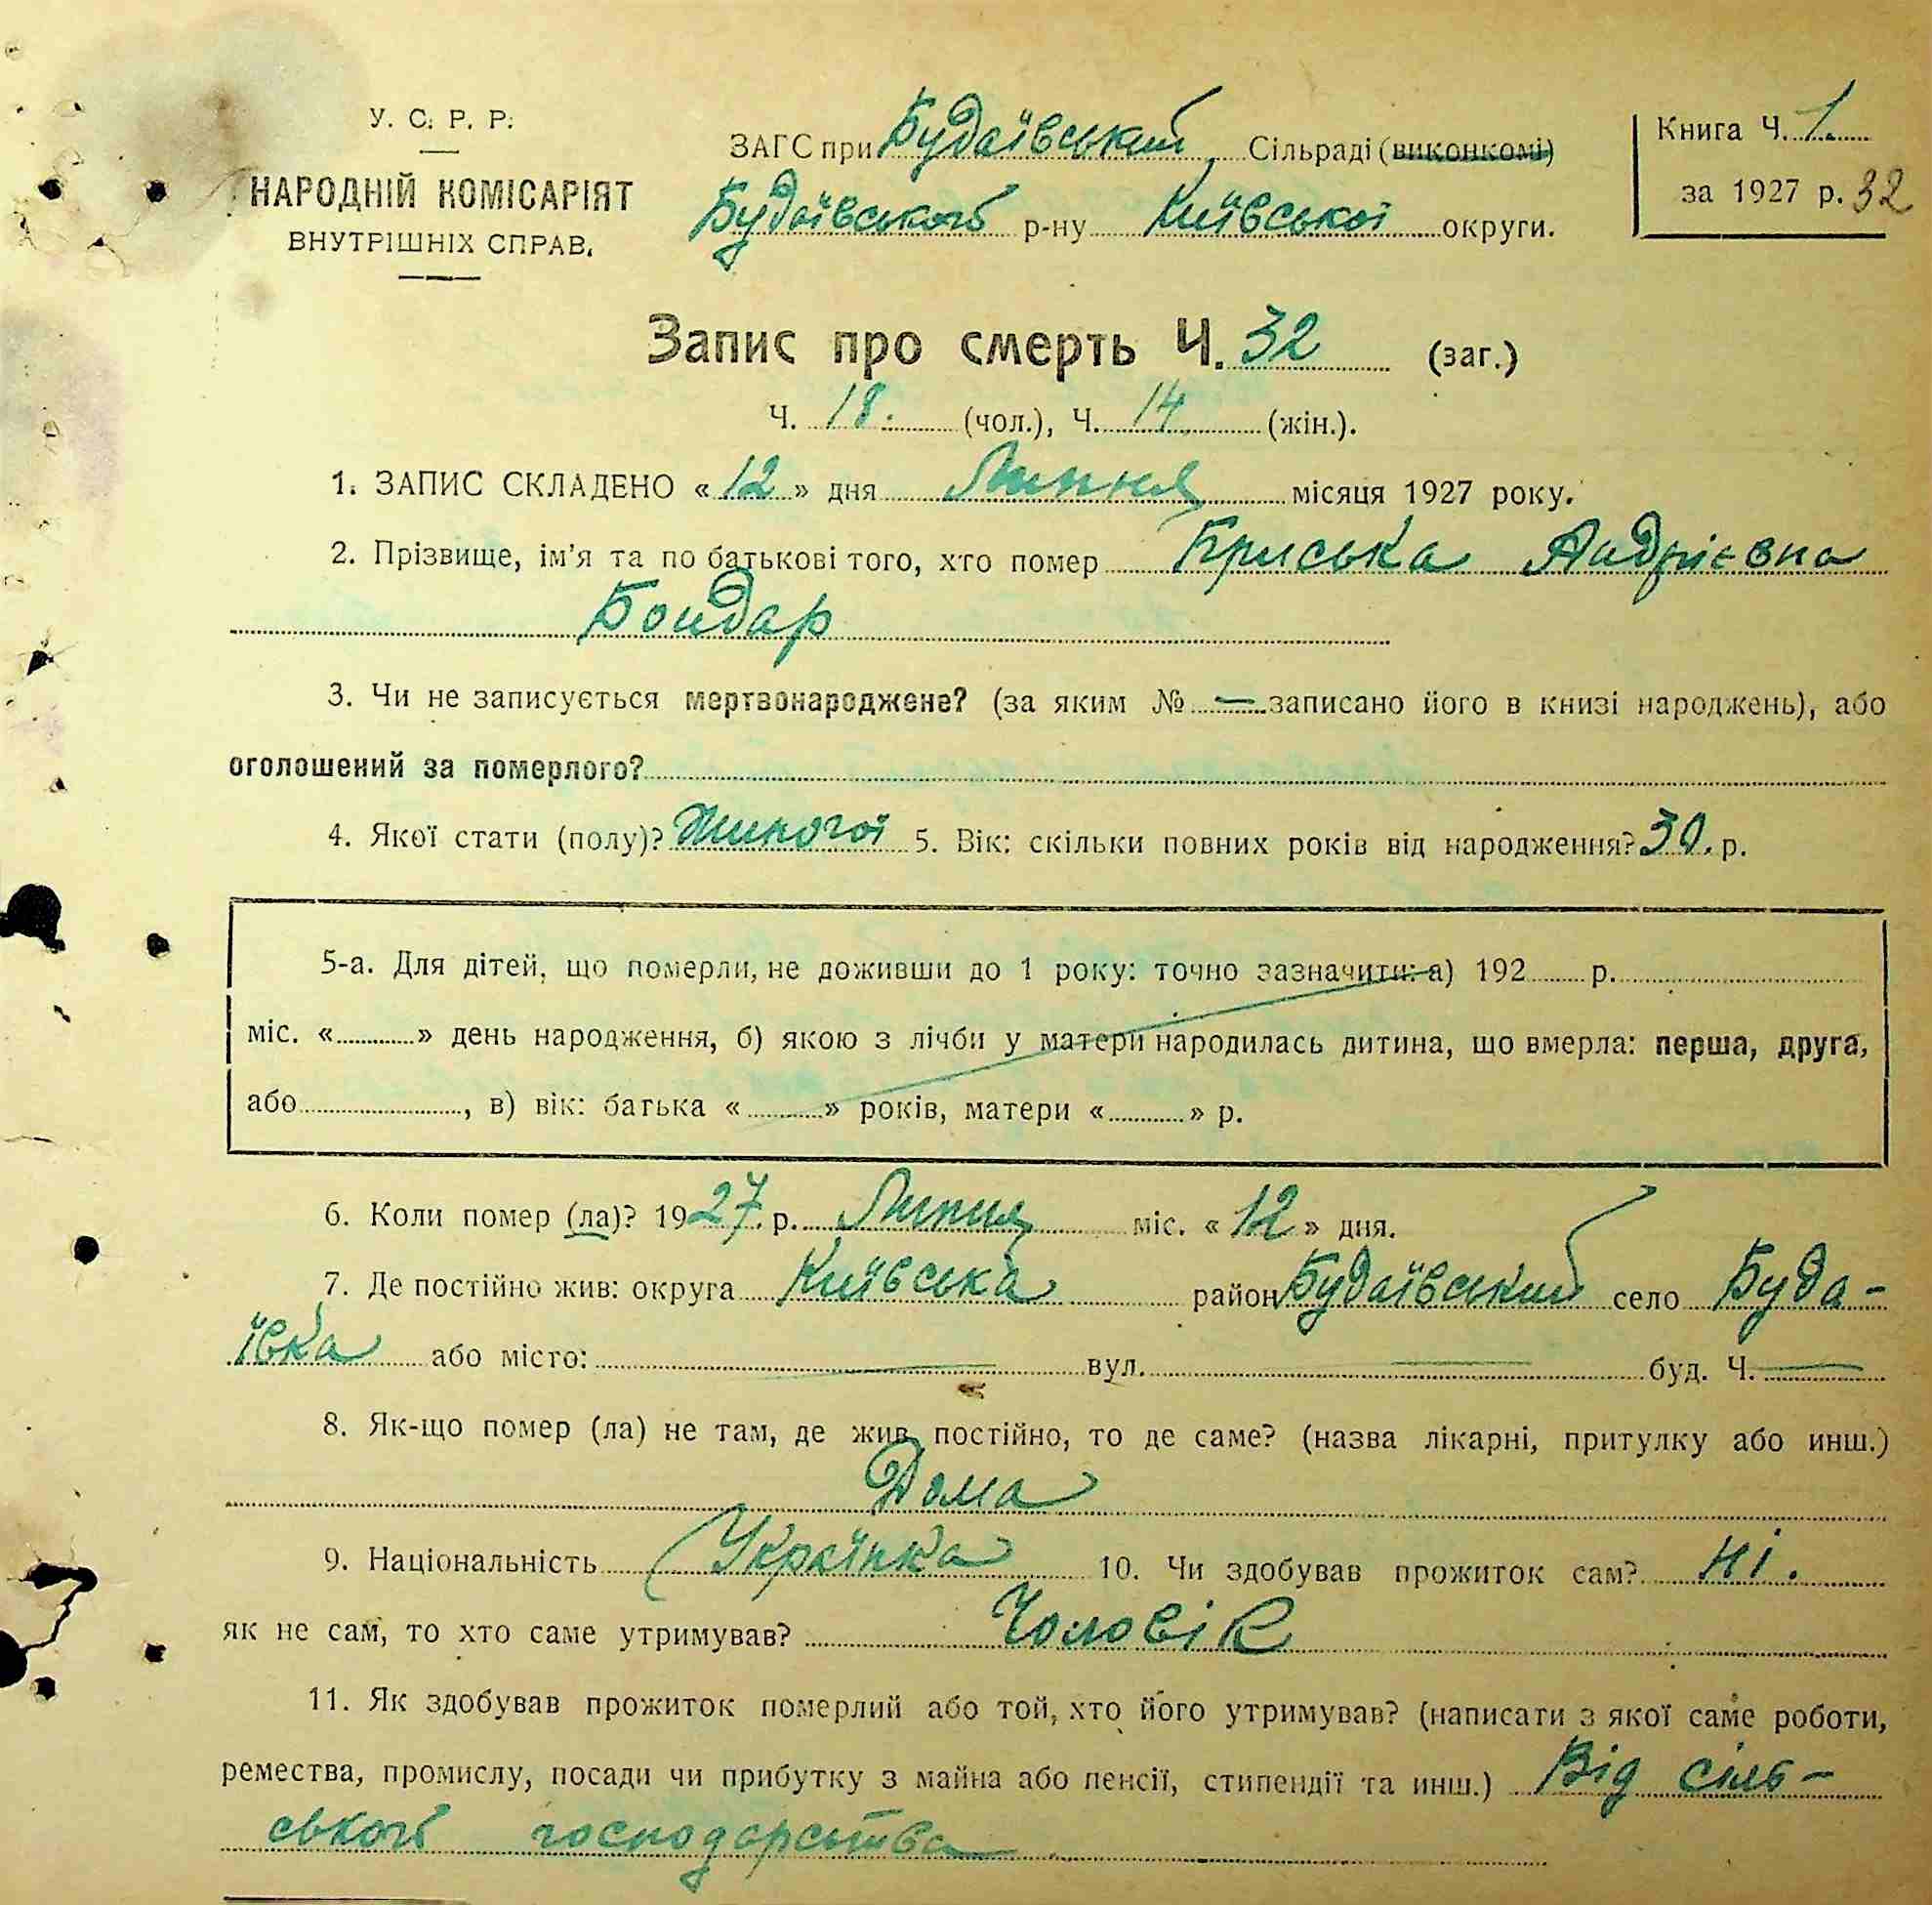 У. С. Р. Р.
НАРОДНІЙ КОМІСАРІЯТ
ВНУТРІШНІХ СПРАВ.
ЗАГС при Будаївський Сільраді (виконкомі)
Будаївського р-ну Київської округи.
Книга Ч. 1.
за 1927 р. 32
Запис про смерть Ч. 32 (заг.)
Ч. 18. (чол.), Ч. 14 (жін.).
1. ЗАПИС СКЛАДЕНО «12» дня Липня місяця 1927 року.
2. Прізвище, ім'я та по батькові того, хто помер Приська Андрієвна
Бондар
3. Чи не записується мертвонароджене? (за яким № — записано його в книзі народжень), або
оголошений за померлого?
4. Якої стати (полу)? Жиночої 5. Вік: скільки повних років від народження? 30. р.
5-а. Для дітей, що померли, не доживши до 1 року: точно зазначити: а) 192 р.
міс. « » день народження, б) якою з лічби у матери народилась дитина, що вмерла: перша, друга,
або , в) вік: батька « » років, матери « » р.
6. Коли помер (ла)? 1927. р. Липня міс. «12» дня.
7. Де постійно жив: округа Київська район Будаївський село Буда-
ївка або місто: — вул. — буд. Ч. —
8. Як-що помер (ла) не там, де жив постійно, то де саме? (назва лікарні, притулку або инш.)
Дома
9. Національність Українка 10. Чи здобував прожиток сам? Ні.
як не сам, то хто саме утримував? Чоловік
11. Як здобував прожиток померлий або той, хто його утримував? (написати з якої саме роботи,
ремества, промислу, посади чи прибутку з майна або пенсії, стипендії та инш.) Від сіль-
ського господарства